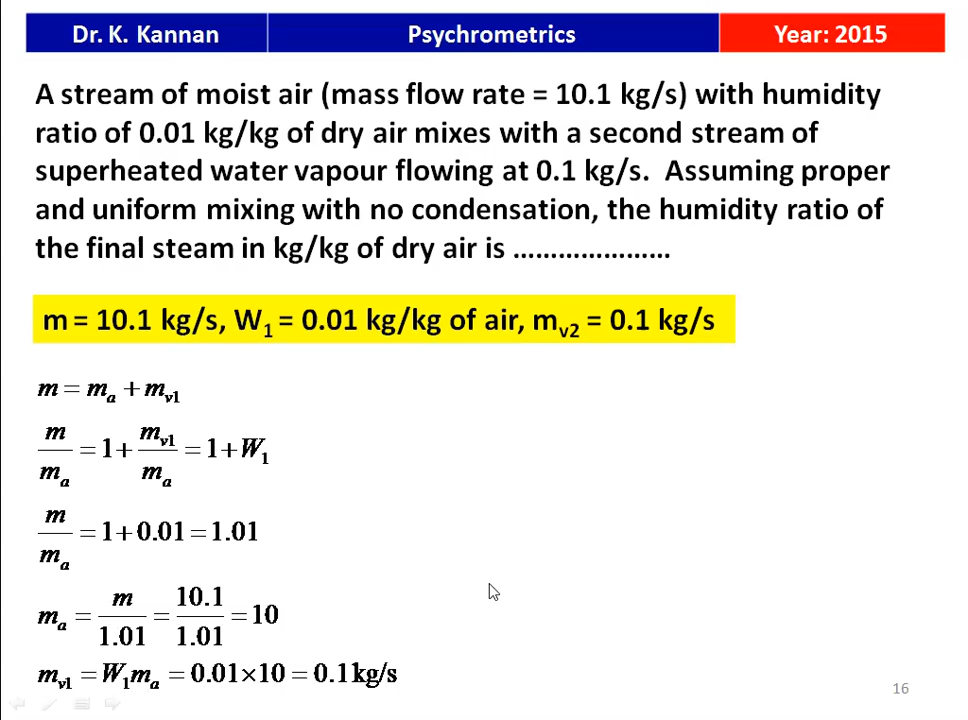 Dr. K. Kannan Psychrometrics Year: 2015
A stream of moist air (mass flow rate = 10.1 kg/s) with humidity
ratio of 0.01 kg/kg of dry air mixes with a second stream of
superheated water vapour flowing at 0.1 kg/s. Assuming proper
and uniform mixing with no condensation, the humidity ratio of
the final steam in kg/kg of dry air is …………………
m = 10.1 kg/s, W₁ = 0.01 kg/kg of air, mᵥ₂ = 0.1 kg/s
m = mₐ + mᵥ₁
m/mₐ = 1 + mᵥ₁/mₐ = 1 + W₁
m/mₐ = 1 + 0.01 = 1.01
mₐ = m/1.01 = 10.1/1.01 = 10
mᵥ₁ = W₁mₐ = 0.01×10 = 0.1kg/s
16